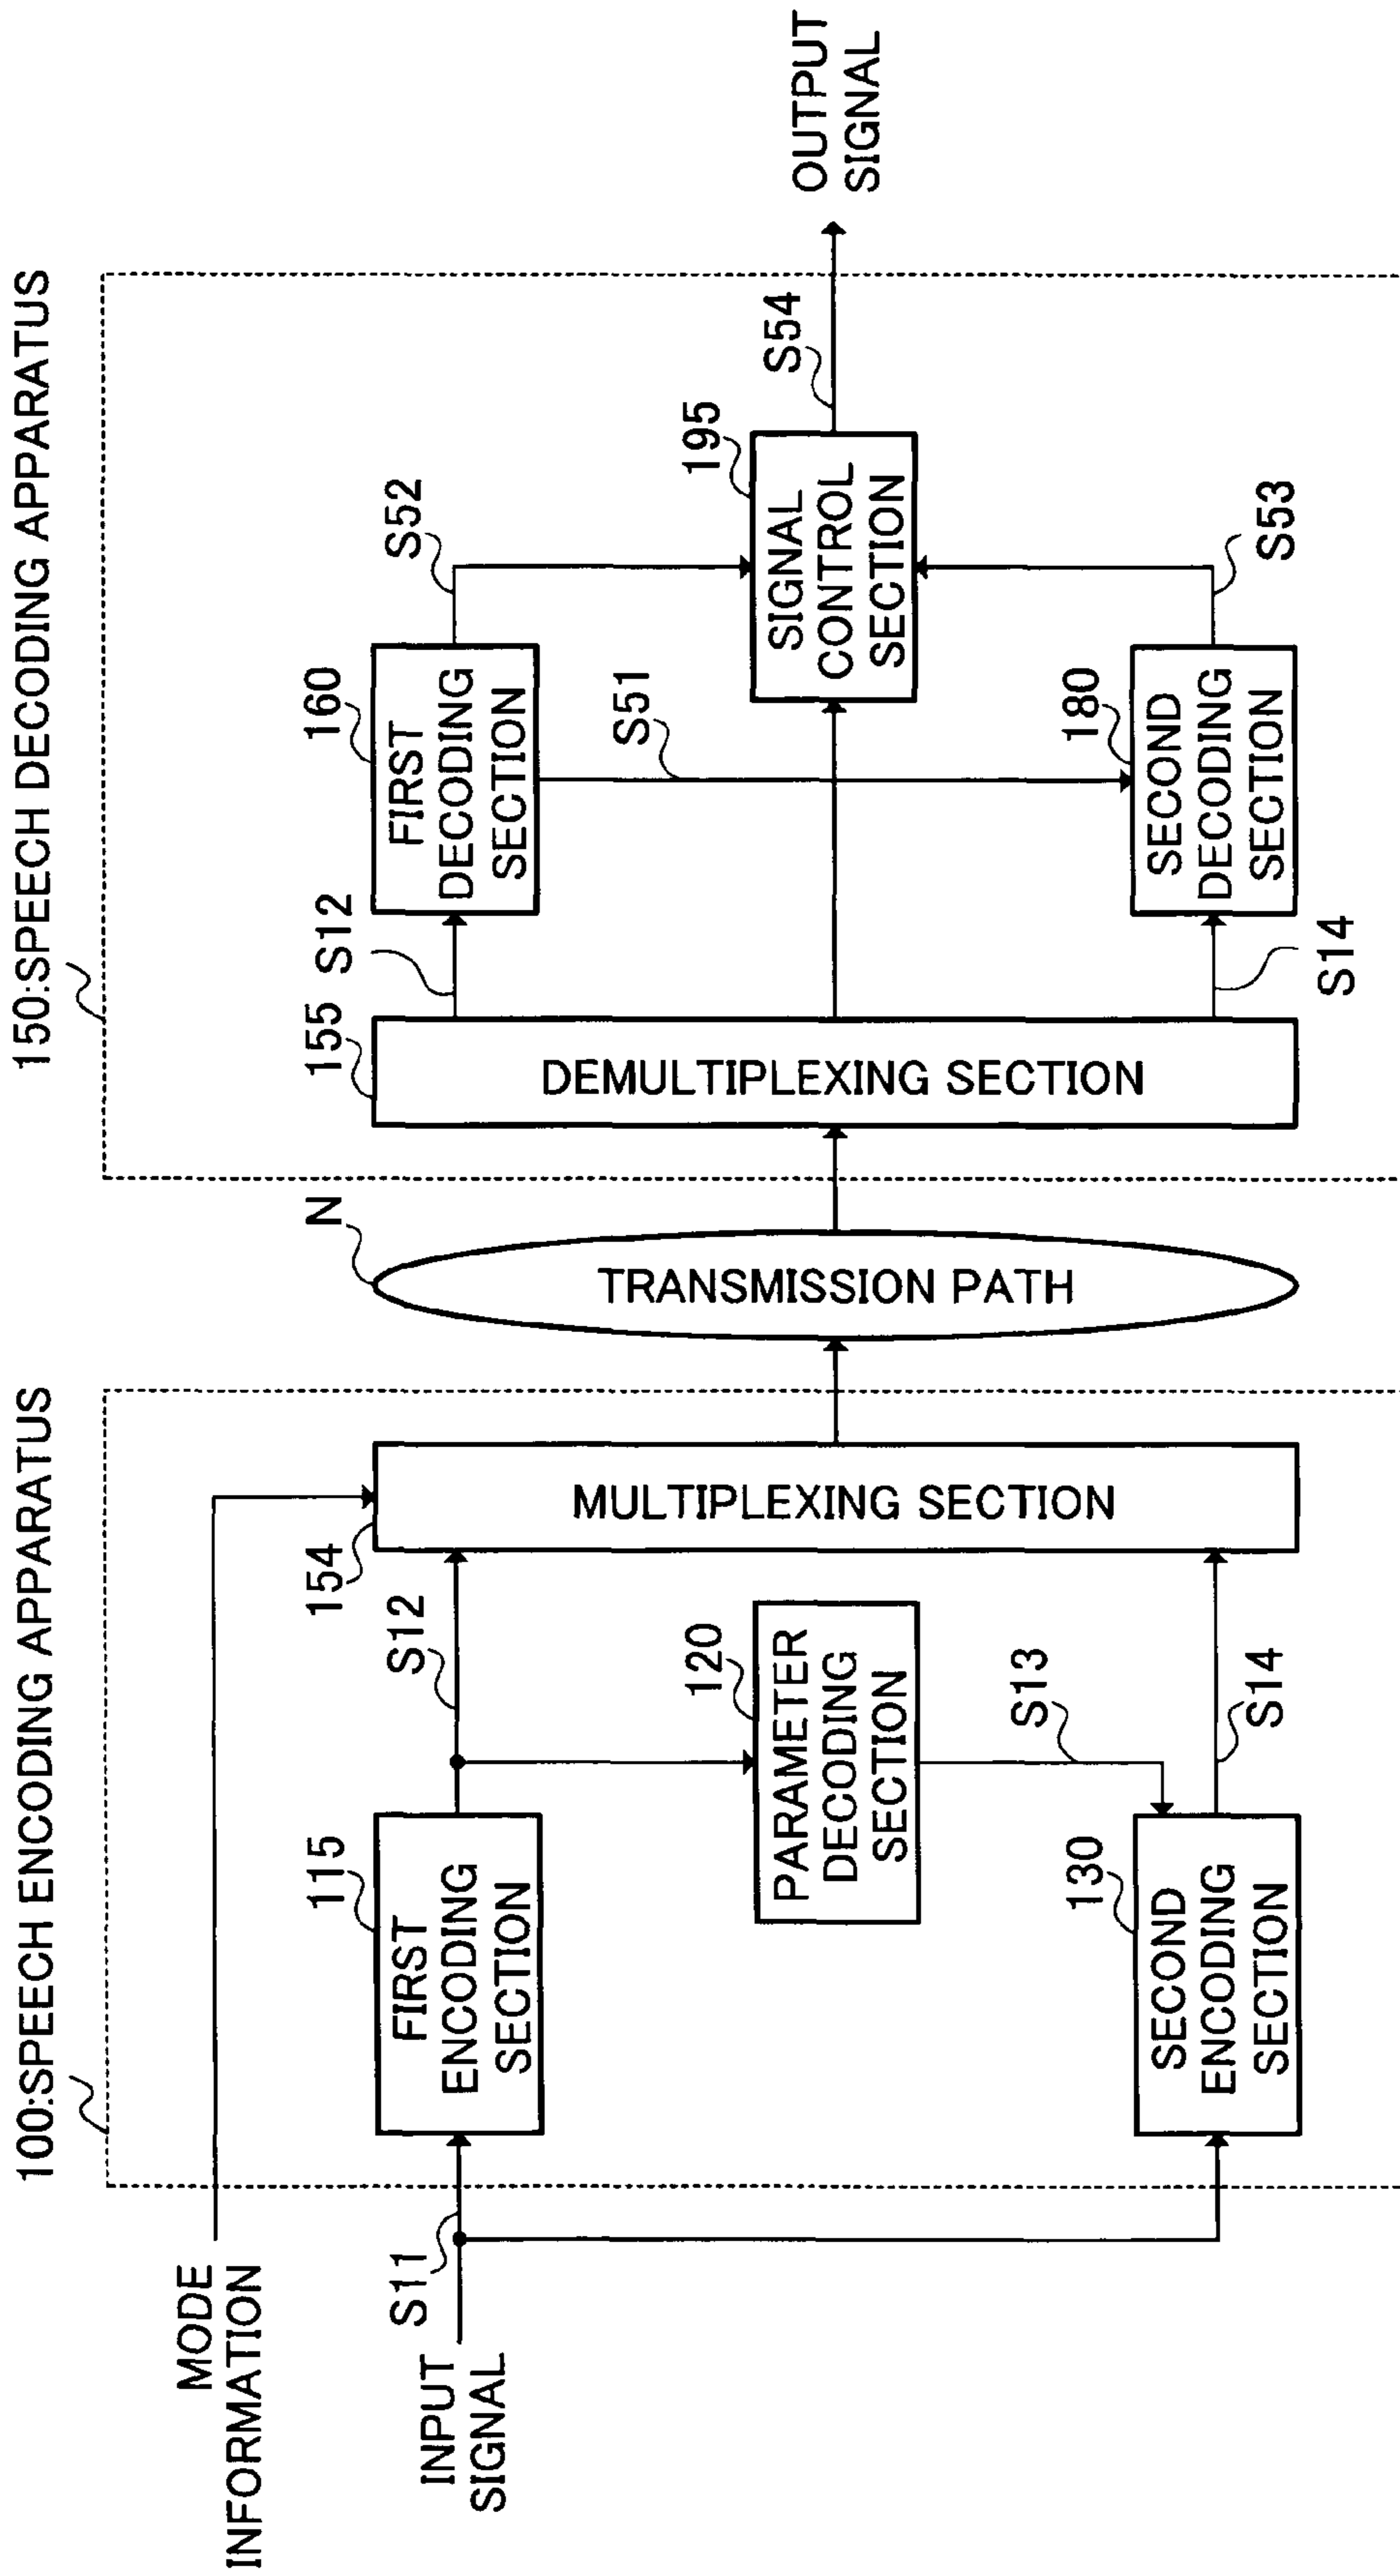 100:SPEECH ENCODING APPARATUS
MODE
INFORMATION
INPUT
SIGNAL
S11
115
FIRST
ENCODING
SECTION
S12
120
PARAMETER
DECODING
SECTION
S13
130
SECOND
ENCODING
SECTION
S14
154
MULTIPLEXING SECTION
N
TRANSMISSION PATH
150:SPEECH DECODING APPARATUS
155
DEMULTIPLEXING SECTION
S12
160
FIRST
DECODING
SECTION
S51
S52
S14
180
SECOND
DECODING
SECTION
S53
195
SIGNAL
CONTROL
SECTION
S54
OUTPUT
SIGNAL